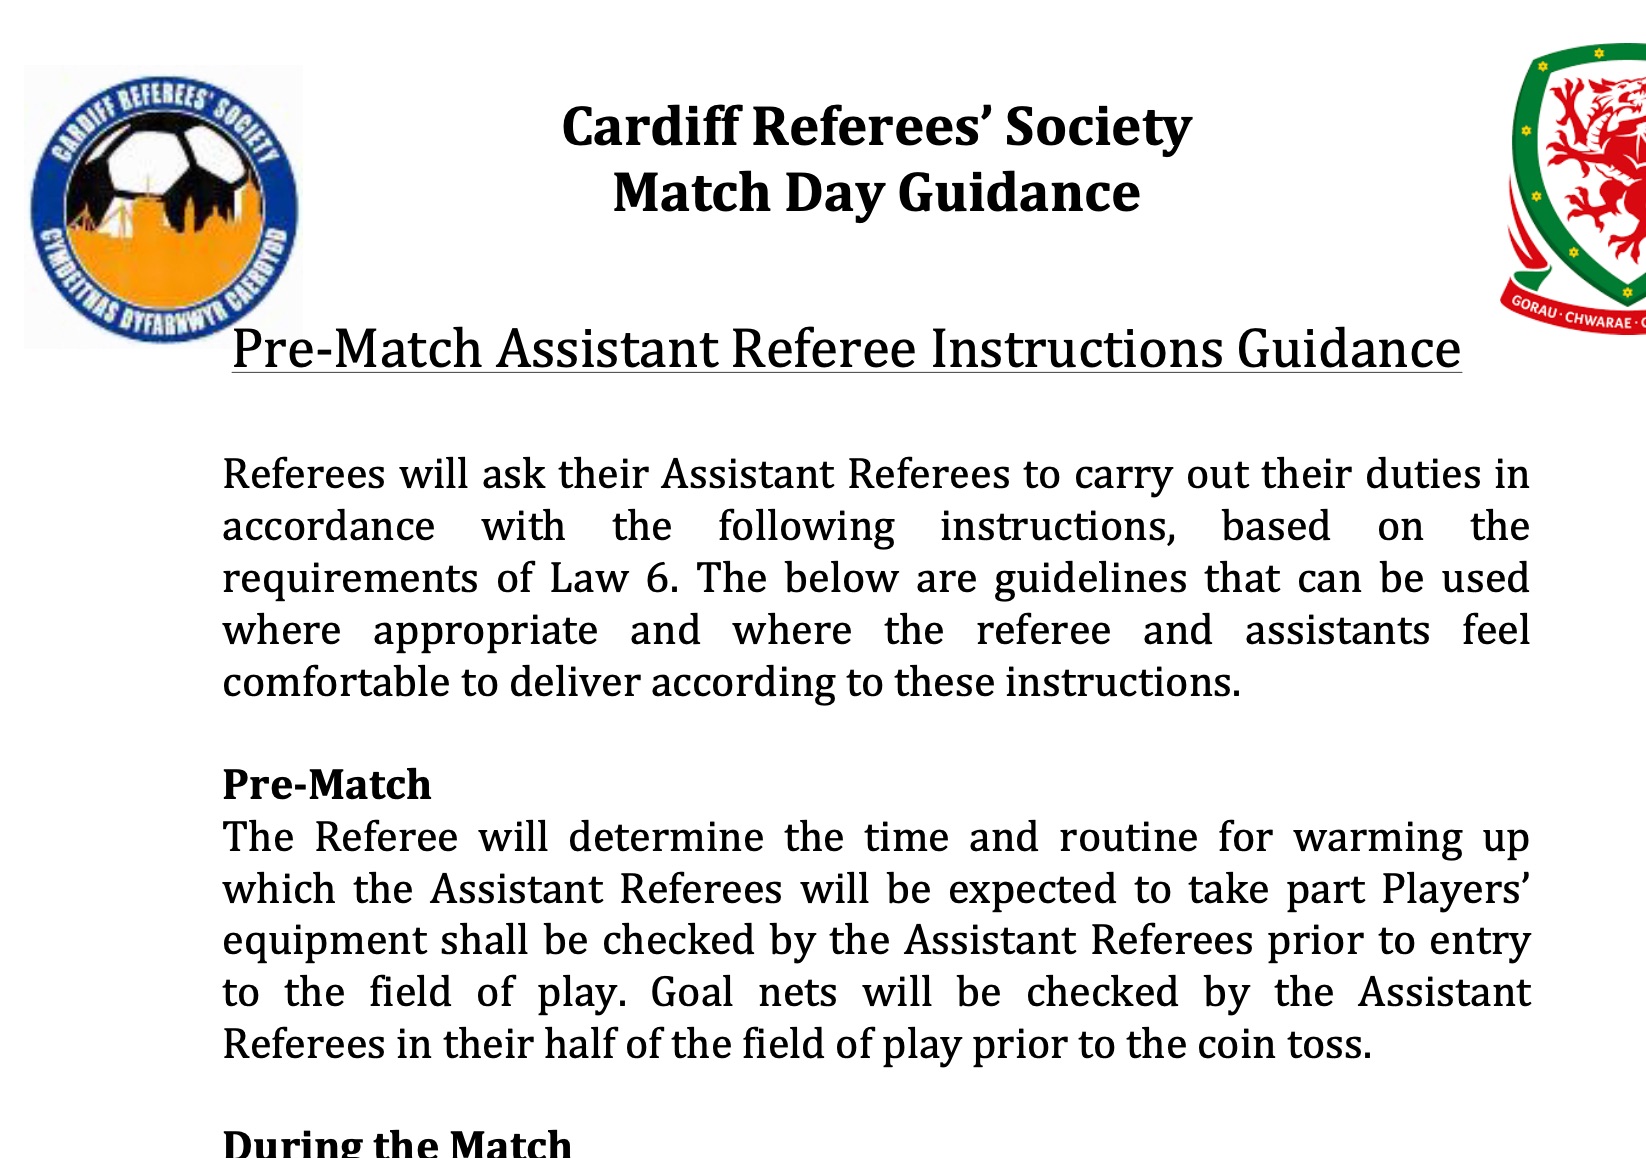 CARDIFF REFEREES' SOCIETY
CYMDEITHAS DYFARNWYR CAERDYDD
Cardiff Referees’ Society
Match Day Guidance
GORAU · CHWARAE ·
Pre-Match Assistant Referee Instructions Guidance
Referees will ask their Assistant Referees to carry out their duties in
accordance with the following instructions, based on the
requirements of Law 6. The below are guidelines that can be used
where appropriate and where the referee and assistants feel
comfortable to deliver according to these instructions.
Pre-Match
The Referee will determine the time and routine for warming up
which the Assistant Referees will be expected to take part Players’
equipment shall be checked by the Assistant Referees prior to entry
to the field of play. Goal nets will be checked by the Assistant
Referees in their half of the field of play prior to the coin toss.
During the Match